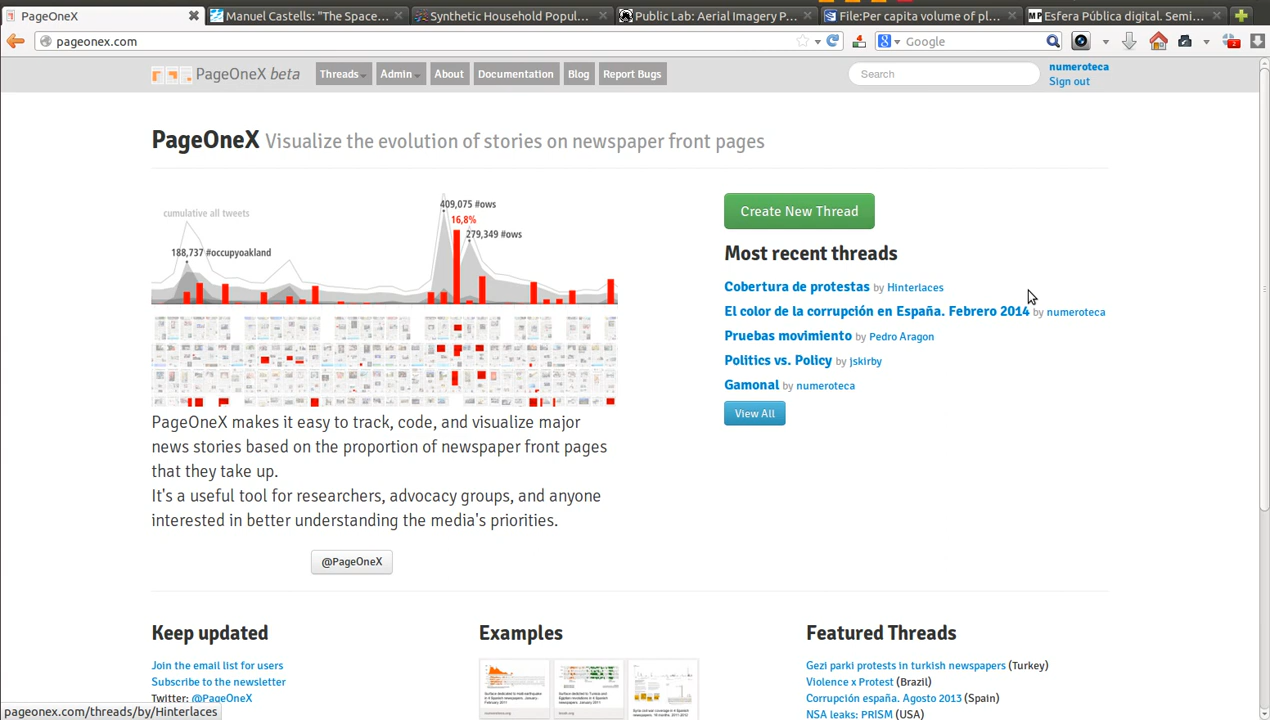 PageOneX
Manuel Castells: "The Space...
Synthetic Household Popul...
Public Lab: Aerial Imagery P...
File:Per capita volume of pl...
MP Esfera Pública digital. Semi...
pageonex.com
Google
2
PageOneX beta
Threads
Admin
About
Documentation
Blog
Report Bugs
Search
numeroteca
Sign out
PageOneX Visualize the evolution of stories on newspaper front pages
409,075 #ows
cumulative all tweets
16,8%
279,349 #ows
188,737 #occupyoakland
PageOneX makes it easy to track, code, and visualize major
news stories based on the proportion of newspaper front pages
that they take up.
It's a useful tool for researchers, advocacy groups, and anyone
interested in better understanding the media's priorities.
@PageOneX
Create New Thread
Most recent threads
Cobertura de protestas by Hinterlaces
El color de la corrupción en España. Febrero 2014 by numeroteca
Pruebas movimiento by Pedro Aragon
Politics vs. Policy by jskirby
Gamonal by numeroteca
View All
Keep updated
Join the email list for users
Subscribe to the newsletter
Twitter: @PageOneX
Examples
Featured Threads
Gezi parki protests in turkish newspapers (Turkey)
Violence x Protest (Brazil)
Corrupción españa. Agosto 2013 (Spain)
NSA leaks: PRISM (USA)
pageonex.com/threads/by/Hinterlaces